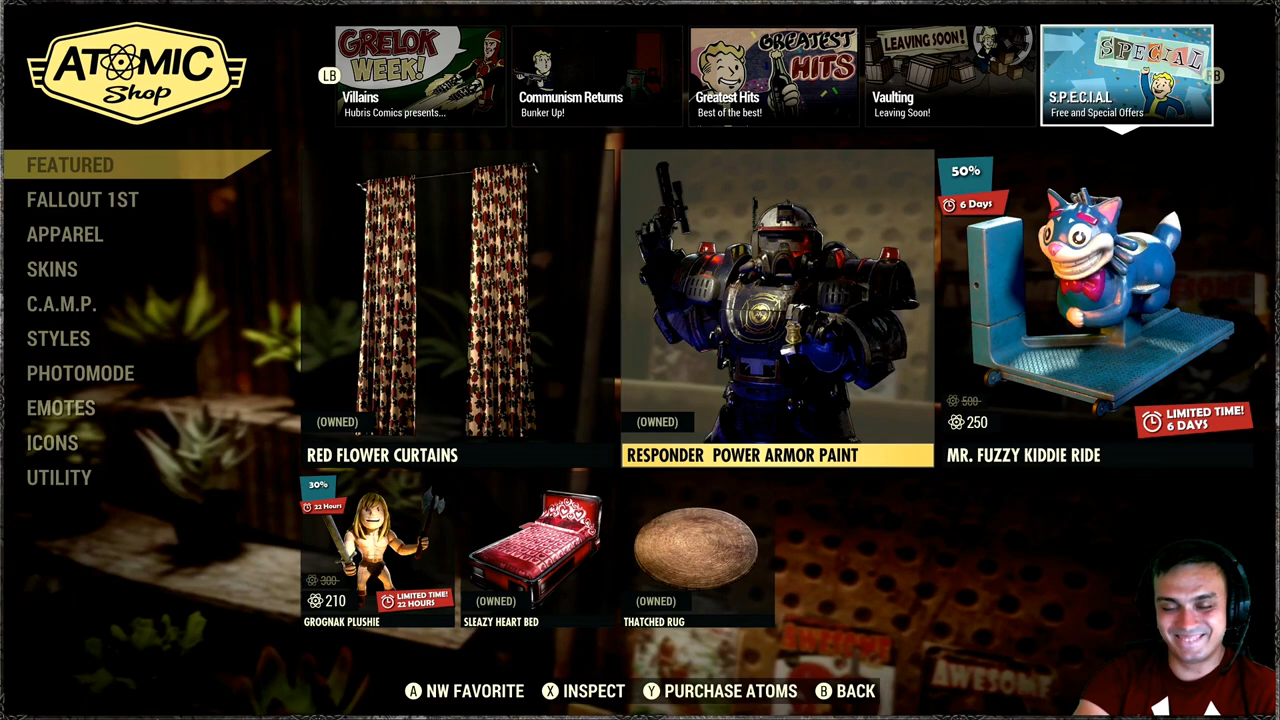 ATOMIC
Shop
LB
GRELOK
WEEK!
Villains
Hubris Comics presents...
Communism Returns
Bunker Up!
GREATEST
HITS
Greatest Hits
Best of the best!
LEAVING SOON!
Vaulting
Leaving Soon!
SPECIAL
S.P.E.C.I.A.L
Free and Special Offers
RB
FEATURED
FALLOUT 1ST
APPAREL
SKINS
C.A.M.P.
STYLES
PHOTOMODE
EMOTES
ICONS
UTILITY
(OWNED)
RED FLOWER CURTAINS
(OWNED)
RESPONDER POWER ARMOR PAINT
50%
6 Days
500
250
LIMITED TIME!
6 DAYS
MR. FUZZY KIDDIE RIDE
30%
22 Hours
300
210
LIMITED TIME!
22 HOURS
GROGNAK PLUSHIE
(OWNED)
SLEAZY HEART BED
(OWNED)
THATCHED RUG
AWESOME
AWESOME
A NW FAVORITE
X INSPECT
Y PURCHASE ATOMS
B BACK